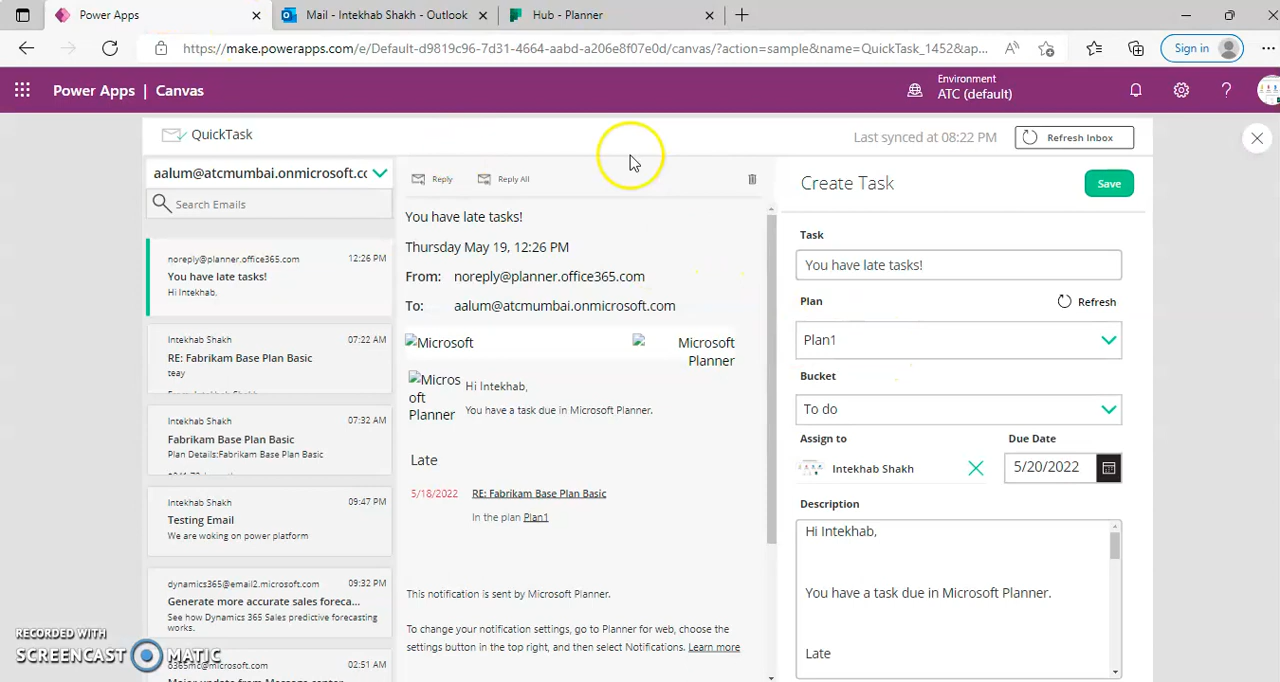 Power Apps
Mail - Intekhab Shakh - Outlook
Hub - Planner
https://make.powerapps.com/e/Default-d9819c96-7d31-4664-aabd-a206e8f07e0d/canvas/?action=sample&name=QuickTask_1452&lap...
Sign in
Power Apps | Canvas
Environment
ATC (default)
QuickTask
Last synced at 08:22 PM
Refresh Inbox
aalum@atcmumbai.onmicrosoft.cc
Search Emails
noreply@planner.office365.com 12:26 PM
You have late tasks!
Hi Intekhab,
Intekhab Shakh 07:22 AM
RE: Fabrikam Base Plan Basic
teay
Intekhab Shakh 07:32 AM
Fabrikam Base Plan Basic
Plan Details:Fabrikam Base Plan Basic
Intekhab Shakh 09:47 PM
Testing Email
We are woking on power platform
dynamics365@email2.microsoft.com 09:32 PM
Generate more accurate sales foreca...
See how Dynamics 365 Sales predictive forecasting
works.
o365mc@microsoft.com 02:51 AM
Major update from Message center
Reply
Reply All
You have late tasks!
Thursday May 19, 12:26 PM
From: noreply@planner.office365.com
To: aalum@atcmumbai.onmicrosoft.com
Microsoft
Microsoft
Planner
Micros
oft
Planner
Hi Intekhab,
You have a task due in Microsoft Planner.
Late
5/18/2022 RE: Fabrikam Base Plan Basic
In the plan Plan1
This notification is sent by Microsoft Planner.
To change your notification settings, go to Planner for web, choose the
settings button in the top right, and then select Notifications. Learn more
Create Task
Save
Task
You have late tasks!
Plan
Refresh
Plan1
Bucket
To do
Assign to
Due Date
Intekhab Shakh
5/20/2022
Description
Hi Intekhab,
You have a task due in Microsoft Planner.
Late
RECORDED WITH
SCREENCAST MATIC